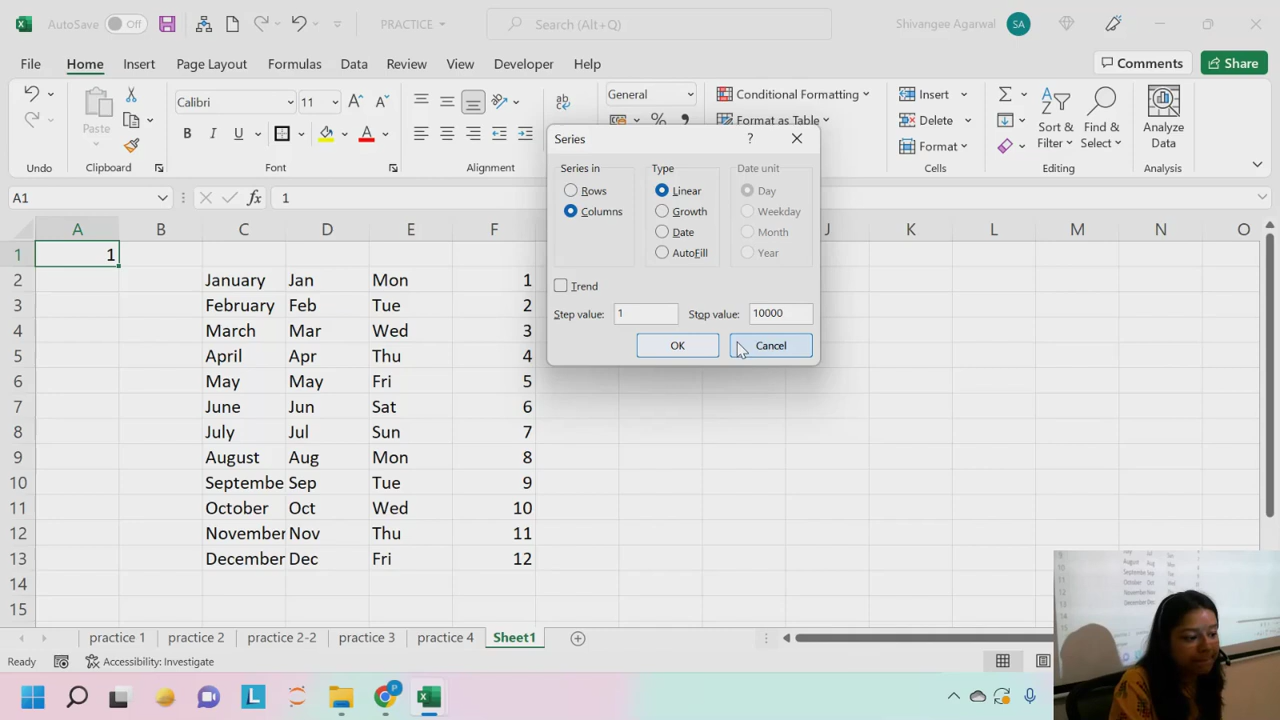 AutoSave Off PRACTICE Search (Alt+Q) Shivangee Agarwal SA
File Home Insert Page Layout Formulas Data Review View Developer Help Comments Share
Paste Calibri 11 ab General Conditional Formatting Insert
Format as Table Delete Sort & Find & Analyze
B I U A % Format Filter Select Data
Undo Clipboard Font Alignment Cells Analysis
Series ? 
Series in Type Date unit
Rows Linear Day
Columns Growth Weekday
Date Month
AutoFill Year
Trend
Step value: 1 Stop value: 10000
OK Cancel
A1 fx 1
A B C D E F J K L M N O
1 1
2 January Jan Mon 1
3 February Feb Tue 2
4 March Mar Wed 3
5 April Apr Thu 4
6 May May Fri 5
7 June Jun Sat 6
8 July Jul Sun 7
9 August Aug Mon 8
10 Septembe Sep Tue 9
11 October Oct Wed 10
12 November Nov Thu 11
13 December Dec Fri 12
14
15
practice 1 practice 2 practice 2-2 practice 3 practice 4 Sheet1
Ready Accessibility: Investigate
L P